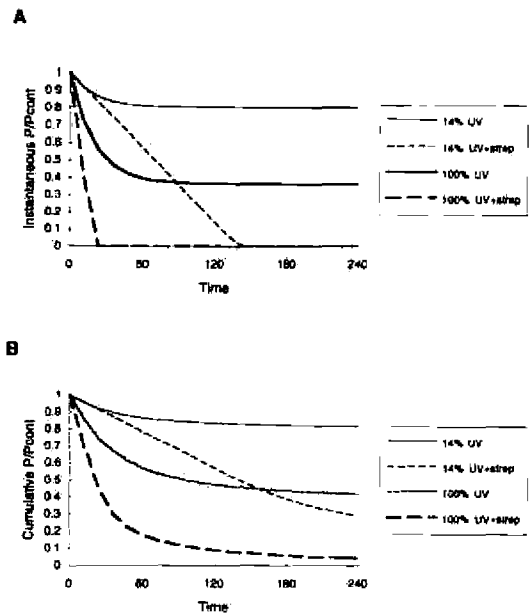 A
Instantaneous P/Pcont
1
0.9
0.8
0.7
0.6
0.5
0.4
0.3
0.2
0.1
0
0 60 120 180 240
Time
14% UV
14% UV+strep
100% UV
100% UV+strep
B
Cumulative P/Pcont
1
0.9
0.8
0.7
0.6
0.5
0.4
0.3
0.2
0.1
0
0 60 120 180 240
Time
14% UV
14% UV+strep
100% UV
100% UV+strep